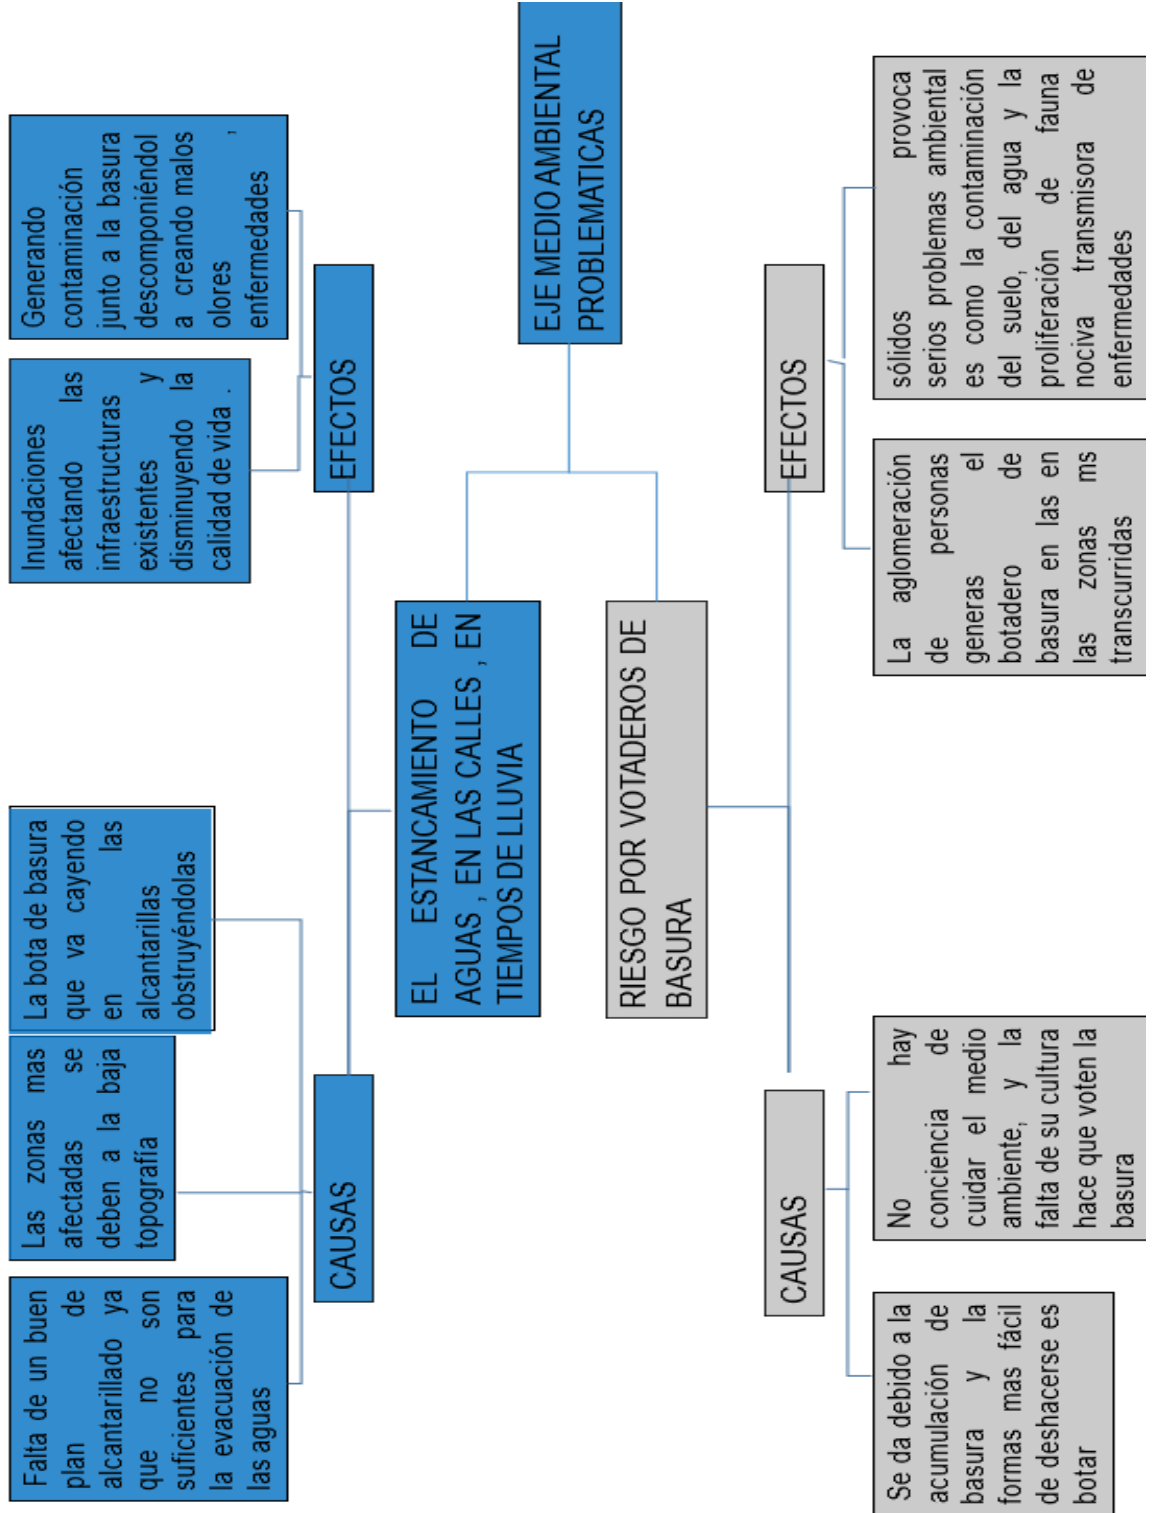 Falta de un buen
plan de
alcantarillado ya
que no son
suficientes para
la evacuación de
las aguas
Las zonas mas
afectadas se
deben a la baja
topografía
La bota de basura
que va cayendo
en las
alcantarillas
obstruyéndolas
Inundaciones
afectando las
infraestructuras
existentes y
disminuyendo la
calidad de vida .
Generando
contaminación
junto a la basura
descomponiéndol
a creando malos
olores ,
enfermedades
CAUSAS
EFECTOS
EL ESTANCAMIENTO DE
AGUAS , EN LAS CALLES , EN
TIEMPOS DE LLUVIA
EJE MEDIO AMBIENTAL
PROBLEMATICAS
RIESGO POR VOTADEROS DE
BASURA
CAUSAS
EFECTOS
Se da debido a la
acumulación de
basura y la
formas mas fácil
de deshacerse es
botar
No hay
conciencia de
cuidar el medio
ambiente, y la
falta de su cultura
hace que voten la
basura
La aglomeración
de personas
generas el
botadero de
basura en las en
las zonas ms
transcurridas
sólidos provoca
serios problemas ambiental
es como la contaminación
del suelo, del agua y la
proliferación de fauna
nociva transmisora de
enfermedades